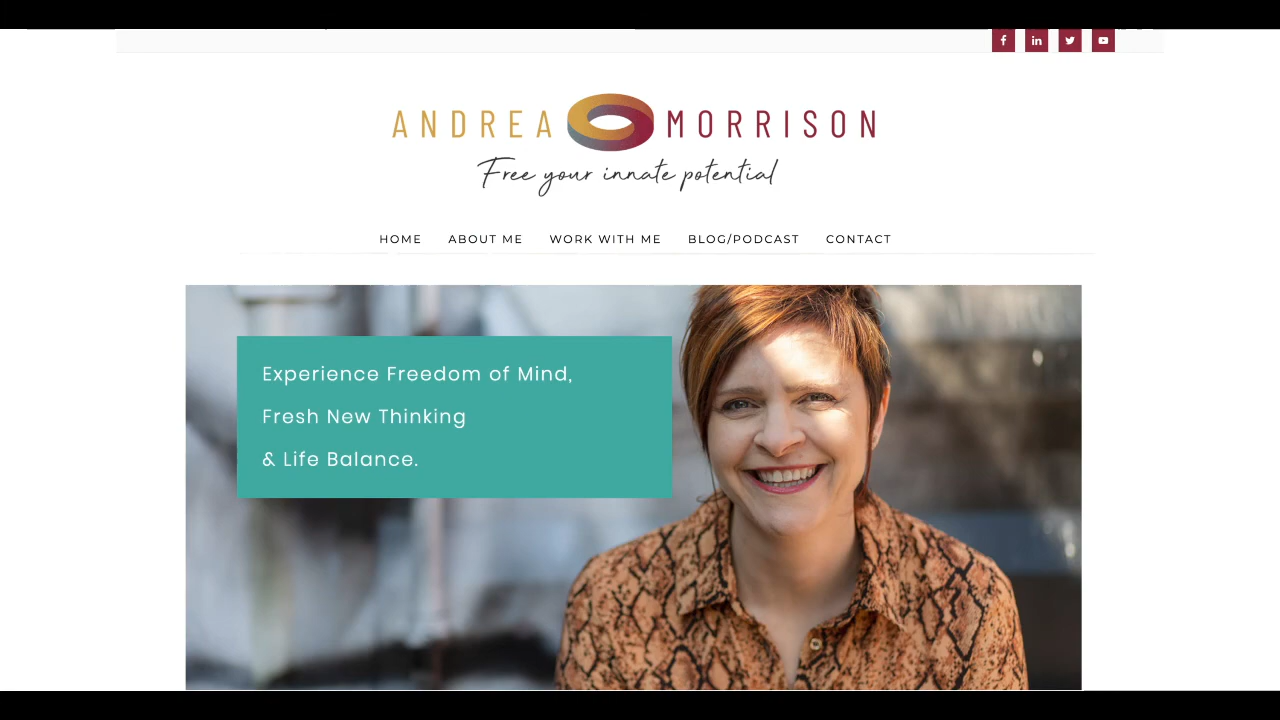 ANDREA MORRISON
Free your innate potential
HOME ABOUT ME WORK WITH ME BLOG/PODCAST CONTACT
Experience Freedom of Mind,
Fresh New Thinking
& Life Balance.